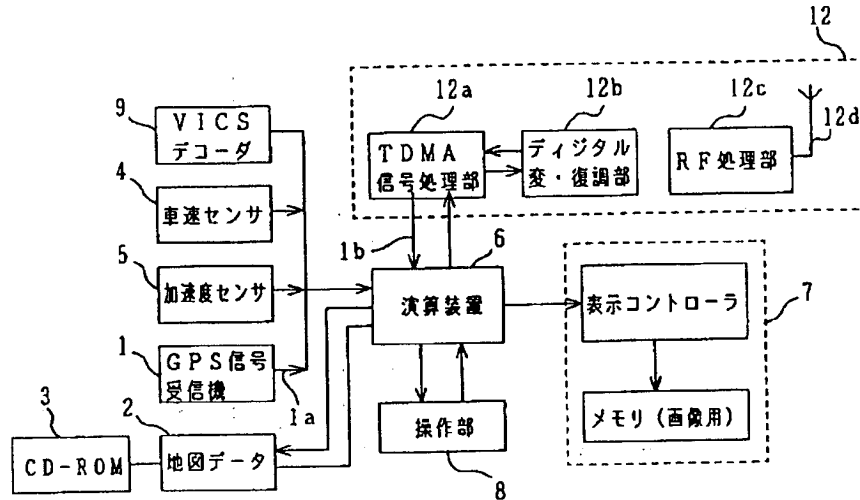 12
12a
12b
12c
12d
TDMA
信号処理部
ディジタル
変・復調部
RF処理部
9
VICS
デコーダ
4
車速センサ
5
加速度センサ
1
GPS信号
受信機
1a
1b
6
演算装置
7
表示コントローラ
メモリ(画像用)
3
CD-ROM
2
地図データ
操作部
8